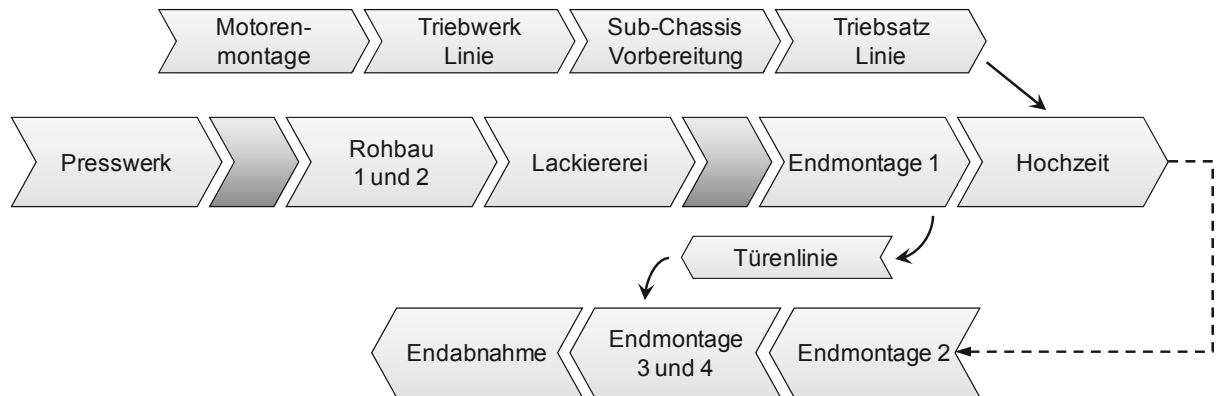 Motoren-
montage
Triebwerk
Linie
Sub-Chassis
Vorbereitung
Triebsatz
Linie
Presswerk
Rohbau
1 und 2
Lackiererei
Endmontage 1
Hochzeit
Türenlinie
Endabnahme
Endmontage
3 und 4
Endmontage 2